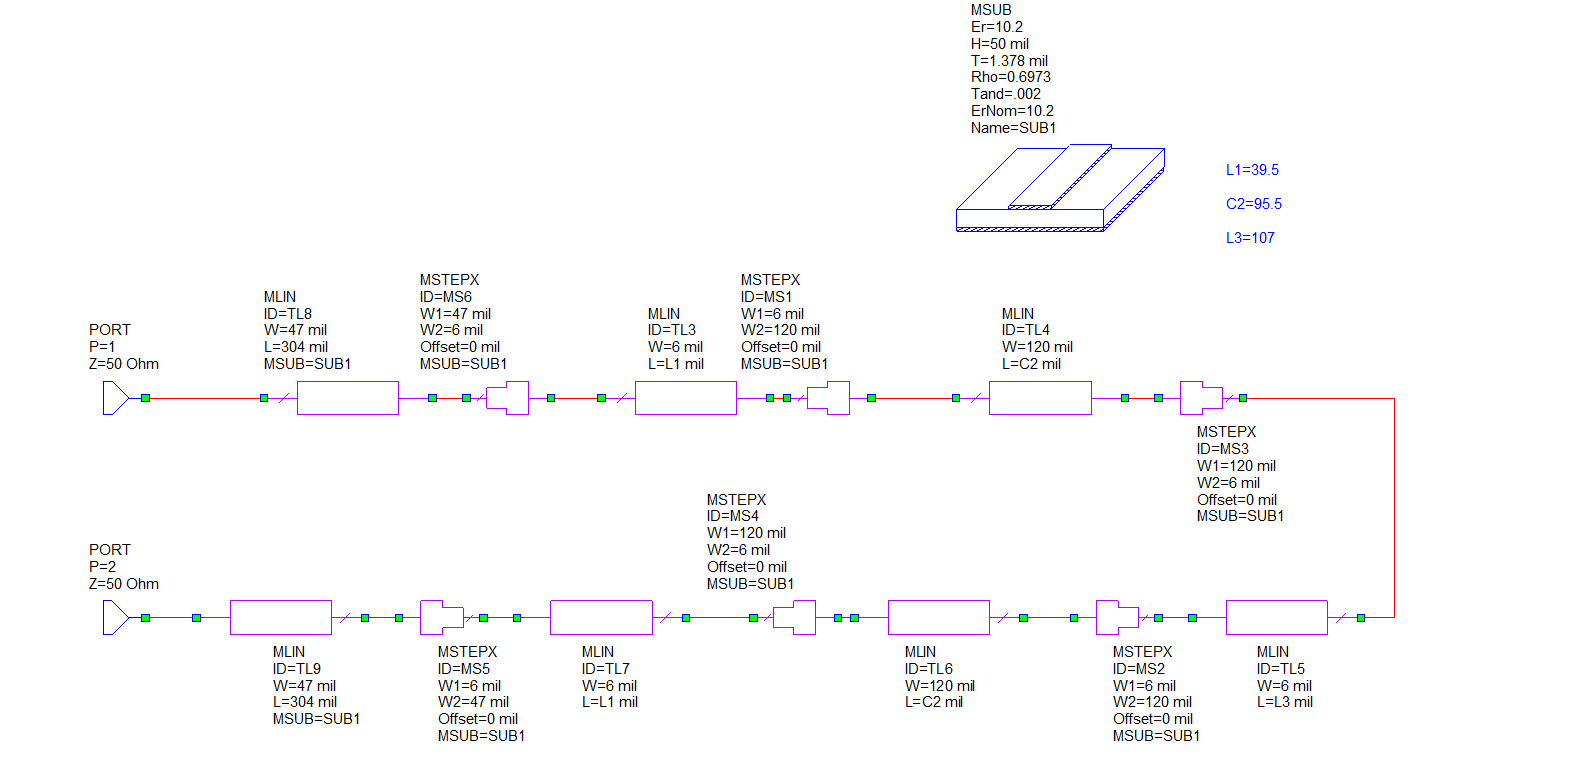 MSUB
Er=10.2
H=50 mil
T=1.378 mil
Rho=0.6973
Tand=.002
ErNom=10.2
Name=SUB1
L1=39.5
C2=95.5
L3=107
PORT
P=1
Z=50 Ohm
MLIN
ID=TL8
W=47 mil
L=304 mil
MSUB=SUB1
MSTEPX
ID=MS6
W1=47 mil
W2=6 mil
Offset=0 mil
MSUB=SUB1
MLIN
ID=TL3
W=6 mil
L=L1 mil
MSTEPX
ID=MS1
W1=6 mil
W2=120 mil
Offset=0 mil
MSUB=SUB1
MLIN
ID=TL4
W=120 mil
L=C2 mil
MSTEPX
ID=MS3
W1=120 mil
W2=6 mil
Offset=0 mil
MSUB=SUB1
PORT
P=2
Z=50 Ohm
MLIN
ID=TL9
W=47 mil
L=304 mil
MSUB=SUB1
MSTEPX
ID=MS5
W1=6 mil
W2=47 mil
Offset=0 mil
MSUB=SUB1
MLIN
ID=TL7
W=6 mil
L=L1 mil
MSTEPX
ID=MS4
W1=120 mil
W2=6 mil
Offset=0 mil
MSUB=SUB1
MLIN
ID=TL6
W=120 mil
L=C2 mil
MSTEPX
ID=MS2
W1=6 mil
W2=120 mil
Offset=0 mil
MSUB=SUB1
MLIN
ID=TL5
W=6 mil
L=L3 mil